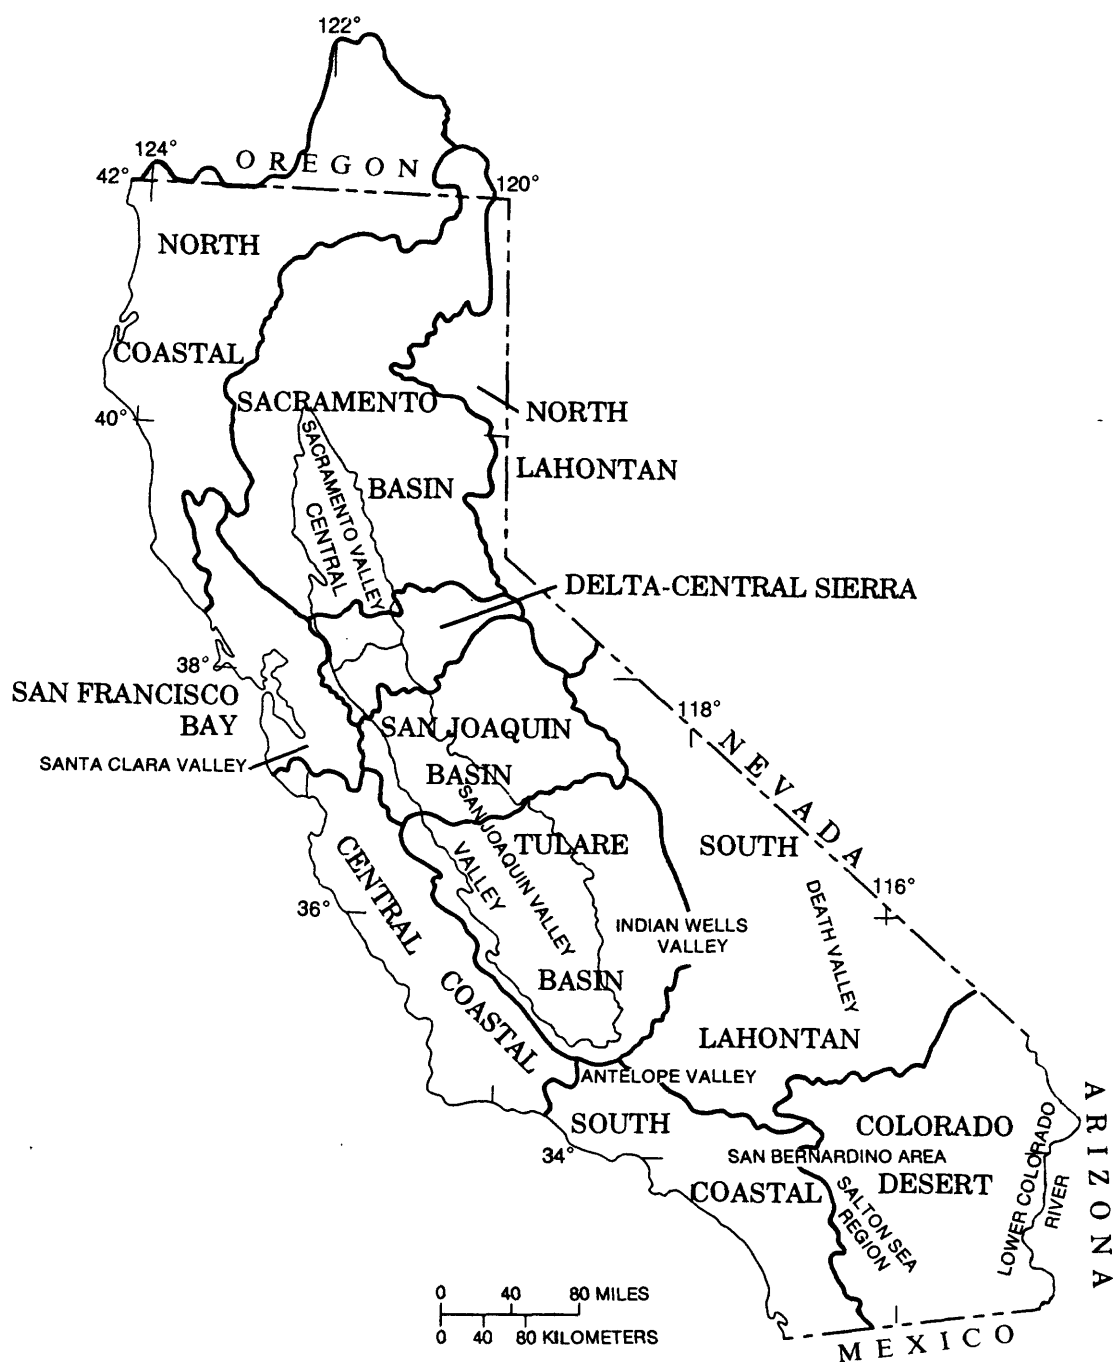 122°
124°
OREGON
42°
120°
NORTH
COASTAL
SACRAMENTO
40°
NORTH
LAHONTAN
BASIN
SACRAMENTO VALLEY
CENTRAL
DELTA-CENTRAL SIERRA
38°
SAN FRANCISCO
BAY
118°
NEVADA
SAN JOAQUIN
BASIN
SANTA CLARA VALLEY
SAN JOAQUIN VALLEY
TULARE
SOUTH
VALLEY
CENTRAL
116°
DEATH VALLEY
36°
INDIAN WELLS
VALLEY
BASIN
COASTAL
LAHONTAN
ANTELOPE VALLEY
ARIZONA
SOUTH
COLORADO
34°
SAN BERNARDINO AREA
COASTAL
DESERT
SALTON SEA
REGION
LOWER COLORADO
RIVER
0 40 80 MILES
0 40 80 KILOMETERS
MEXICO